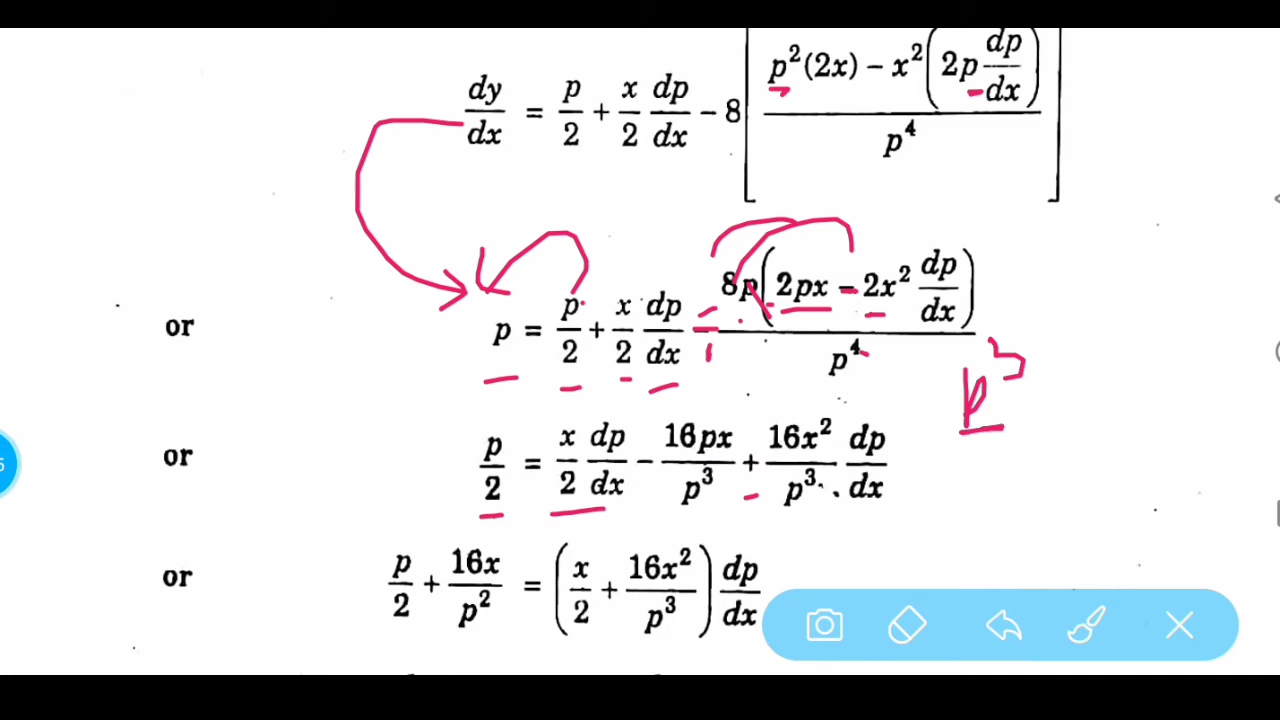 dy/dx = p/2 + x/2 dp/dx - 8[(p²(2x) - x²(2p dp/dx))/p⁴]
or p = p/2 + x/2 dp/dx - 8p(2px - 2x² dp/dx)/p⁴
p³
or p/2 = x/2 dp/dx - 16px/p³ + 16x²/p³ . dp/dx
or p/2 + 16x/p² = (x/2 + 16x²/p³) dp/dx